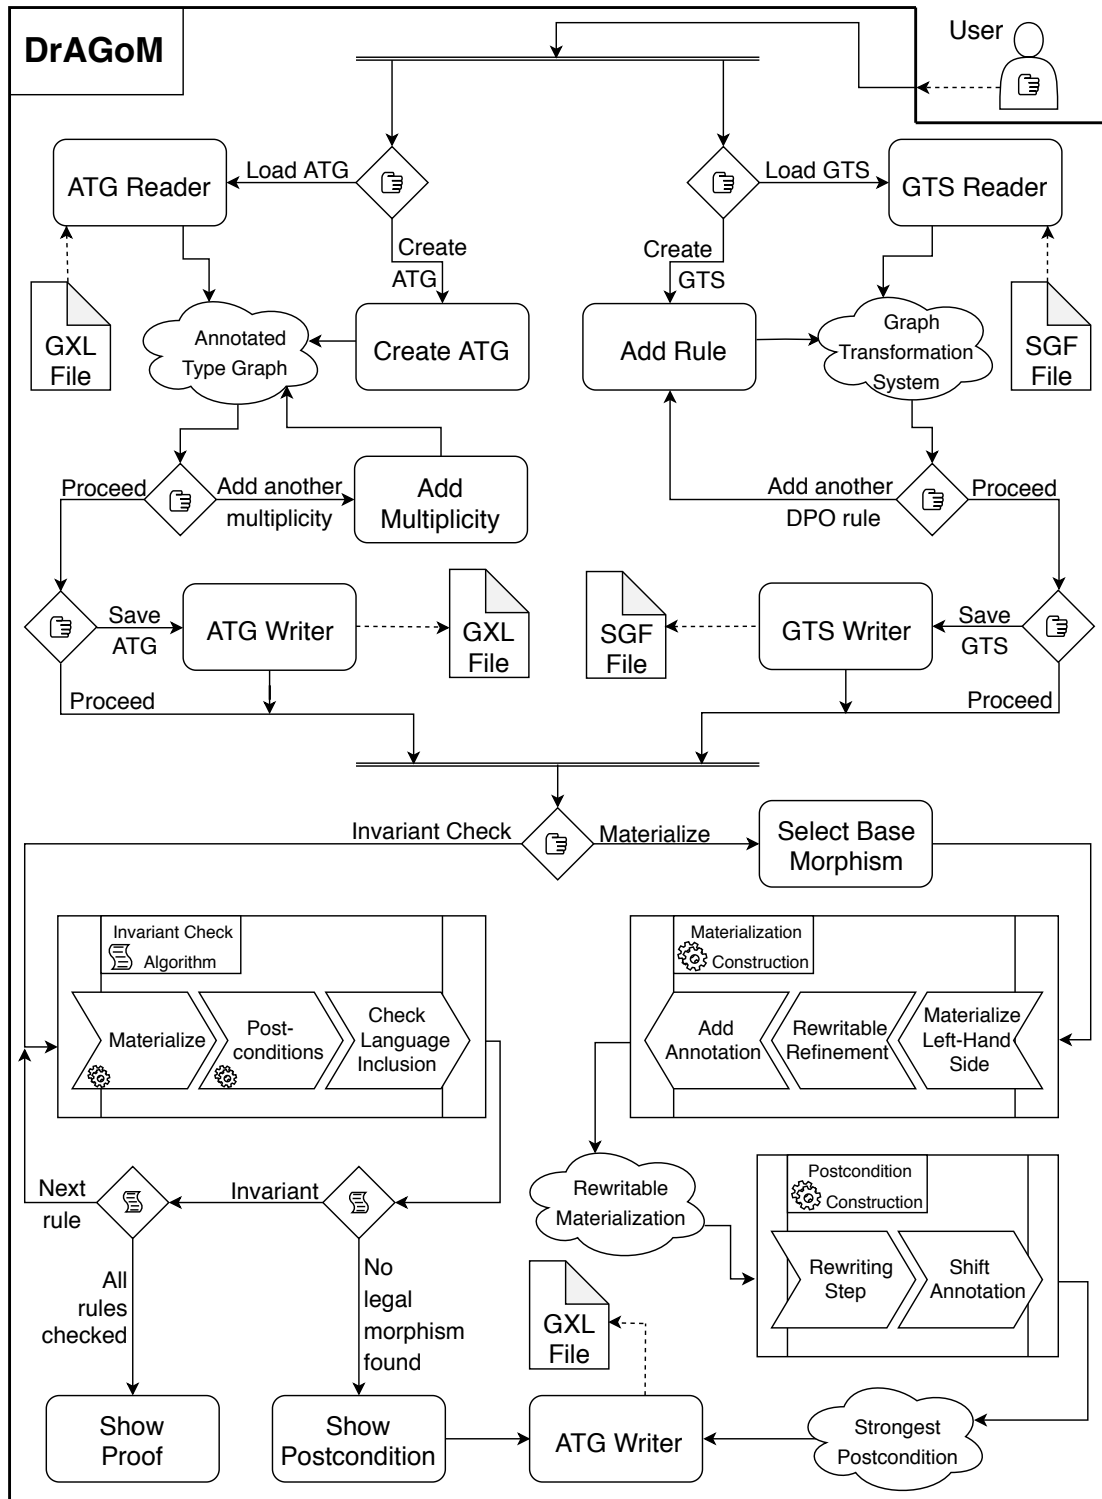 DrAGoM
User
Load ATG
Load GTS
ATG Reader
GTS Reader
Create
ATG
Create
GTS
GXL
File
Annotated
Type Graph
Create ATG
Add Rule
Graph
Transformation
System
SGF
File
Proceed
Add another
multiplicity
Add
Multiplicity
Add another
DPO rule
Proceed
Save
ATG
ATG Writer
GXL
File
SGF
File
GTS Writer
Save
GTS
Proceed
Proceed
Invariant Check
Materialize
Select Base
Morphism
Invariant Check
Algorithm
Materialize
Post-
conditions
Check
Language
Inclusion
Materialization
Construction
Add
Annotation
Rewritable
Refinement
Materialize
Left-Hand
Side
Next
rule
Invariant
Rewritable
Materialization
Postcondition
Construction
Rewriting
Step
Shift
Annotation
All
rules
checked
No
legal
morphism
found
GXL
File
Show
Proof
Show
Postcondition
ATG Writer
Strongest
Postcondition